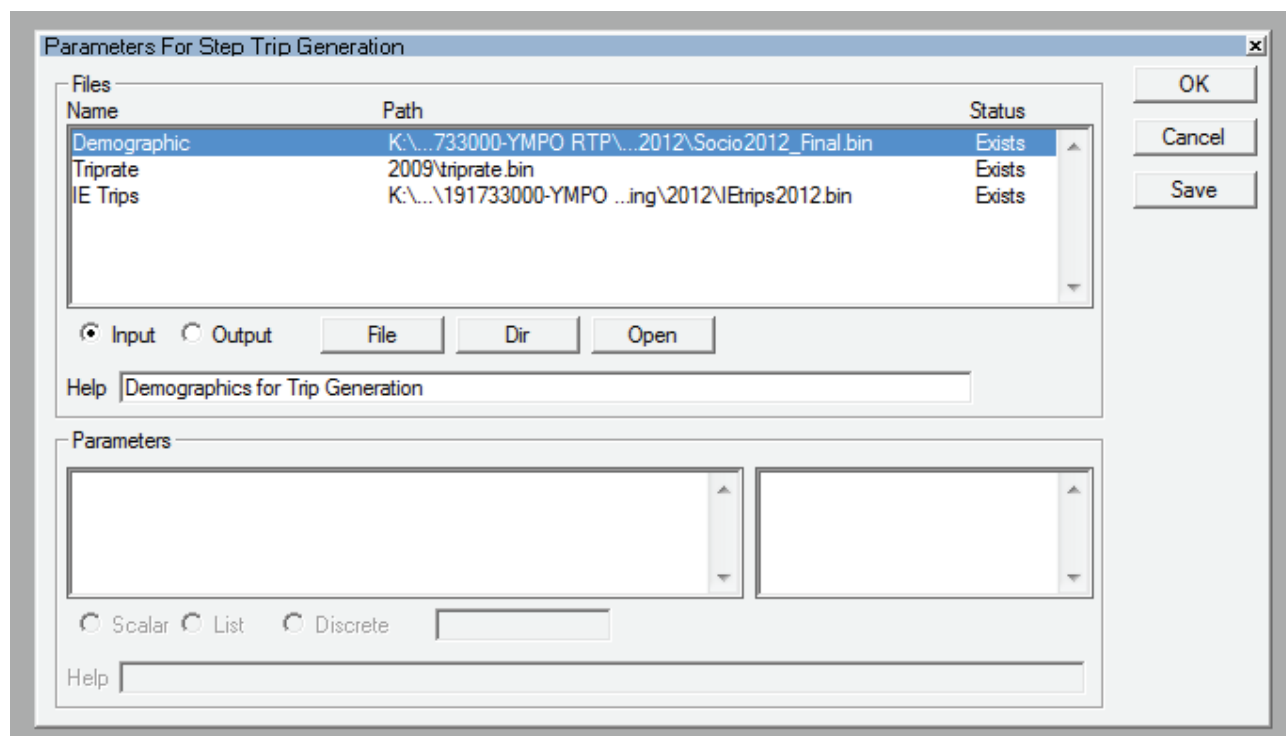 Parameters For Step Trip Generation
OK
Cancel
Save
Files
Name Path Status
Demographic K:\...733000-YMPO RTP\...2012\Socio2012_Final.bin Exists
Triprate 2009\triprate.bin Exists
IE Trips K:\...\191733000-YMPO ...ing\2012\IEtrips2012.bin Exists
Input Output File Dir Open
Help Demographics for Trip Generation
Parameters
Scalar List Discrete
Help